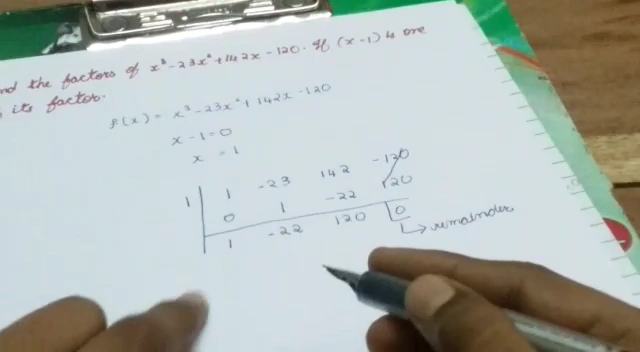 nd the factors of x³-23x²+142x-120. If (x-1) is one
its factor.
f(x) = x³-23x²+142x-120
x-1=0
x = 1
1 | 1 -23 142 -120
0 1 -22 120
1 -22 120 0
↳ remainder